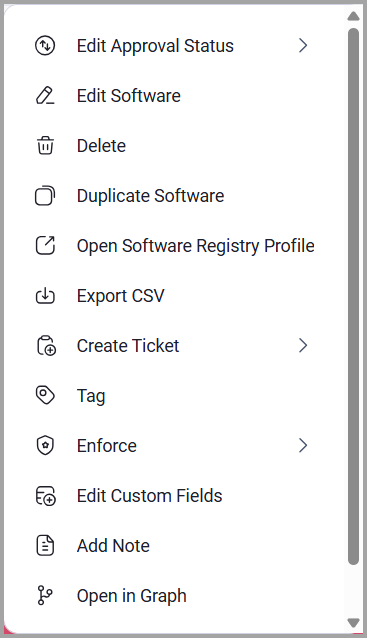 Edit Approval Status
Edit Software
Delete
Duplicate Software
Open Software Registry Profile
Export CSV
Create Ticket
Tag
Enforce
Edit Custom Fields
Add Note
Open in Graph